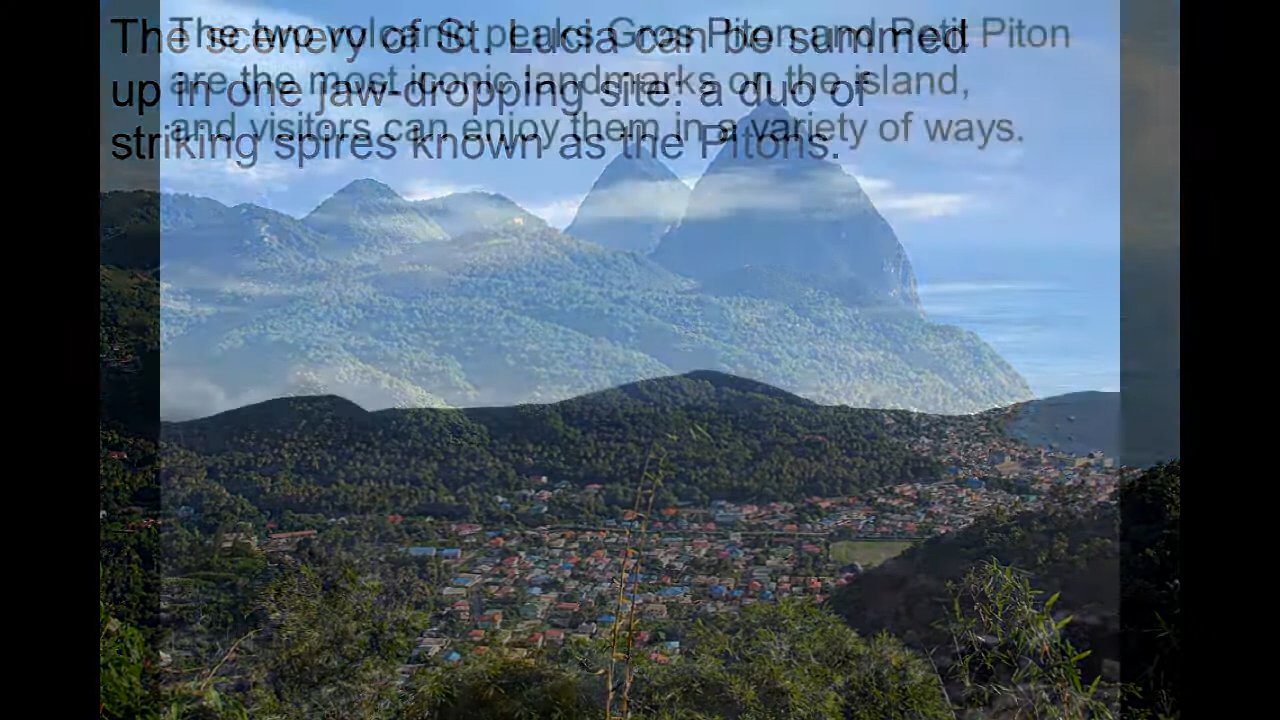 The scenery of St. Lucia can be summed
up in one jaw-dropping site: a duo of
striking spires known as the Pitons.
The two volcanic peaks Gros Piton and Petit Piton
are the most iconic landmarks on the island,
and visitors can enjoy them in a variety of ways.